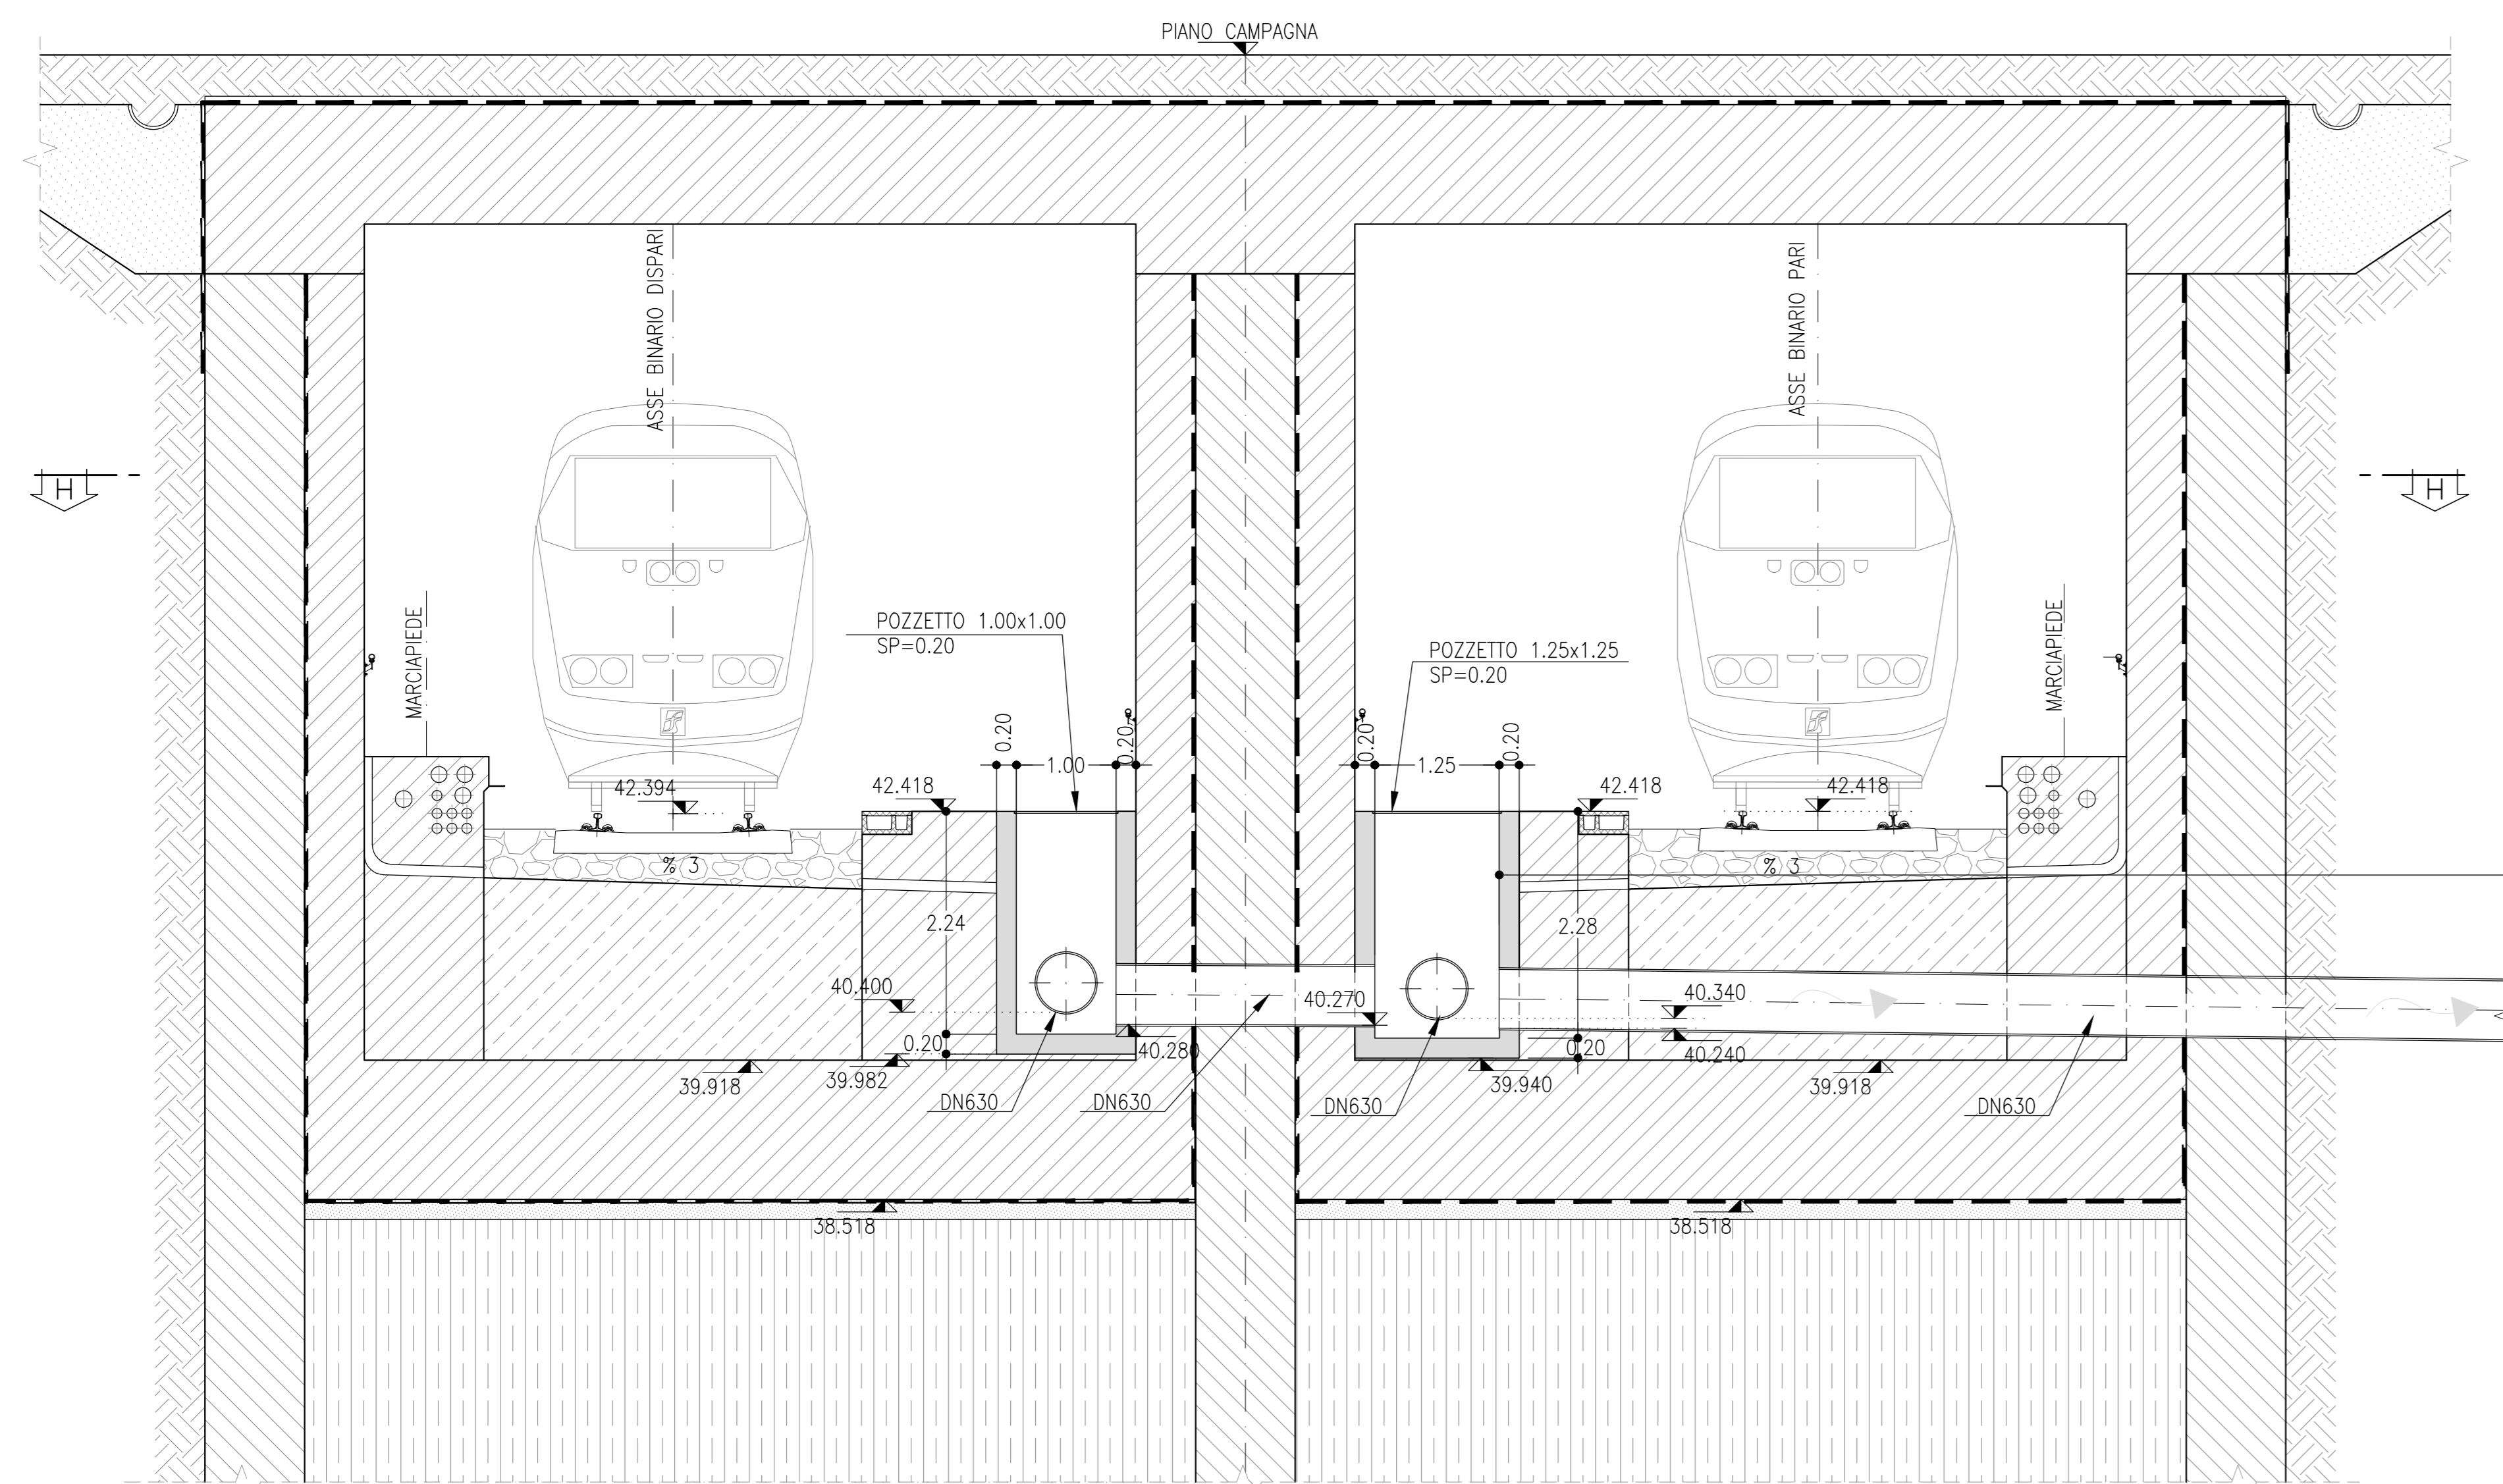 PIANO CAMPAGNA
ASSE BINARIO DISPARI
ASSE BINARIO PARI
H
H
MARCIAPIEDE
MARCIAPIEDE
POZZETTO 1.00x1.00
SP=0.20
POZZETTO 1.25x1.25
SP=0.20
0.20
1.00
0.20
0.20
1.25
0.20
42.394
42.418
42.418
42.418
% 3
% 3
2.24
2.28
40.400
40.270
40.340
0.20
40.280
0.20
40.240
39.918
39.982
39.940
39.918
DN630
DN630
DN630
DN630
38.518
38.518